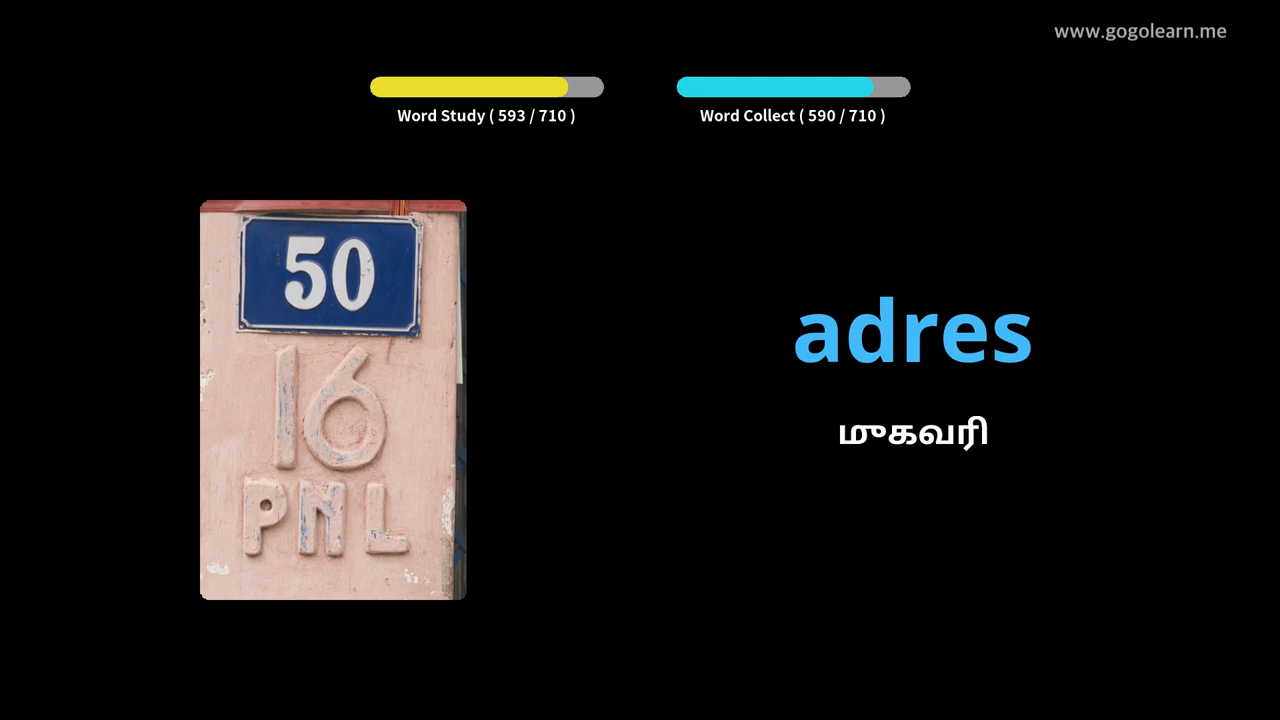 www.gogolearn.me
Word Study ( 593 / 710 )
Word Collect ( 590 / 710 )
50
16
PML
adres
முகவரி